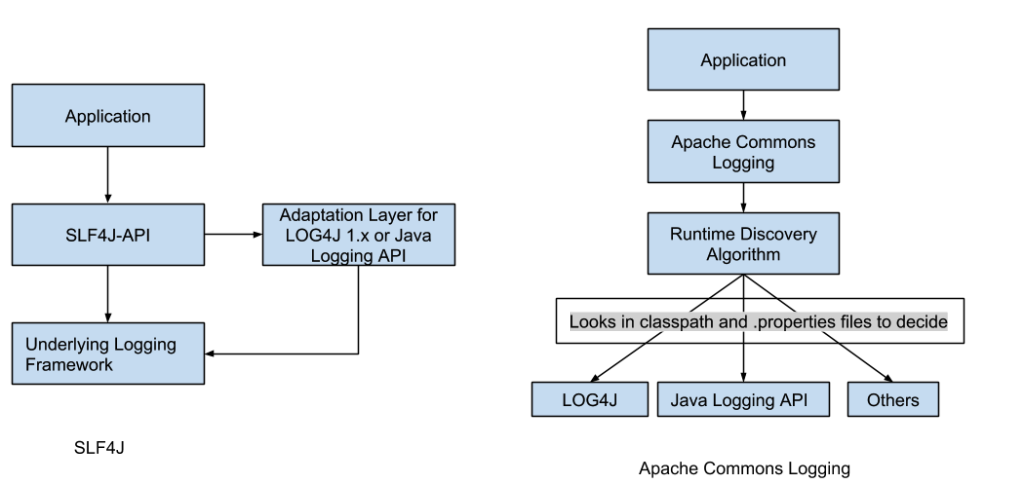 Application
SLF4J-API
Adaptation Layer for
LOG4J 1.x or Java
Logging API
Underlying Logging
Framework
SLF4J
Application
Apache Commons
Logging
Runtime Discovery
Algorithm
Looks in classpath and .properties files to decide
LOG4J
Java Logging API
Others
Apache Commons Logging